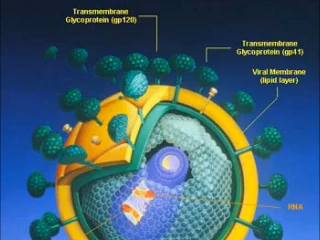 Transmembrane
Glycoprotein (gp120)
Transmembrane
Glycoprotein (gp41)
Viral Membrane
(lipid layer)
RNA